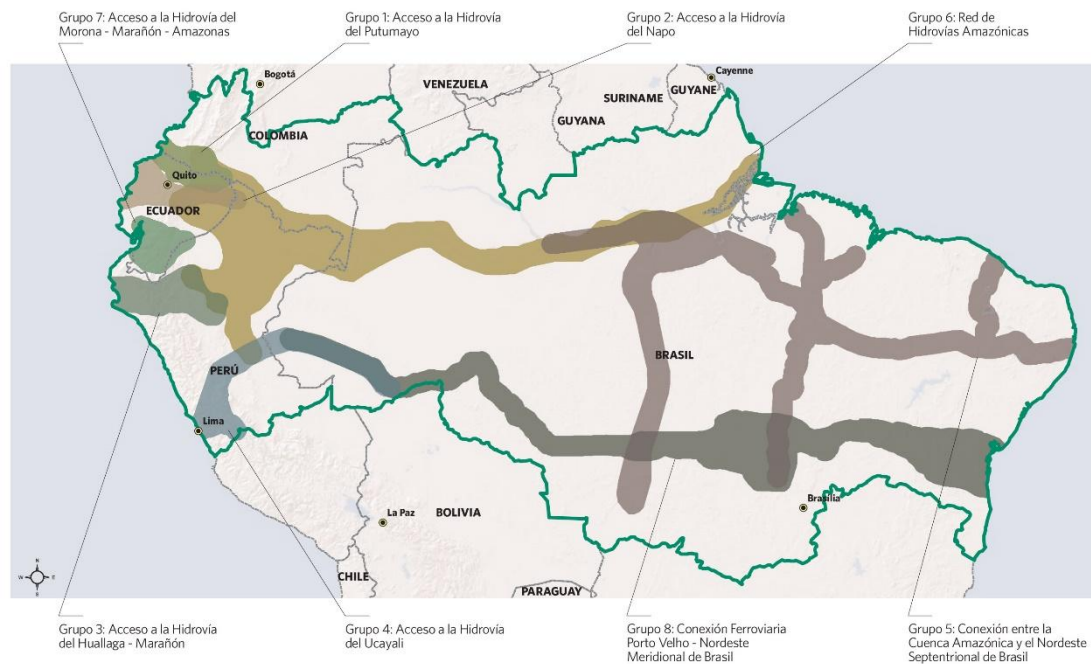 Grupo 7: Acceso a la Hidrovía del
Morona - Marañón - Amazonas
Grupo 1: Acceso a la Hidrovía
del Putumayo
Grupo 2: Acceso a la Hidrovía
del Napo
Grupo 6: Red de
Hidrovías Amazónicas
Bogotá
VENEZUELA
Cayenne
GUYANE
SURINAME
GUYANA
COLOMBIA
Quito
ECUADOR
BRASIL
PERÚ
Lima
Brasília
La Paz
BOLIVIA
CHILE
PARAGUAY
N
W
E
S
Grupo 3: Acceso a la Hidrovía
del Huallaga - Marañón
Grupo 4: Acceso a la Hidrovía
del Ucayali
Grupo 8: Conexión Ferroviaria
Porto Velho - Nordeste
Meridional de Brasil
Grupo 5: Conexión entre la
Cuenca Amazónica y el Nordeste
Septentrional de Brasil